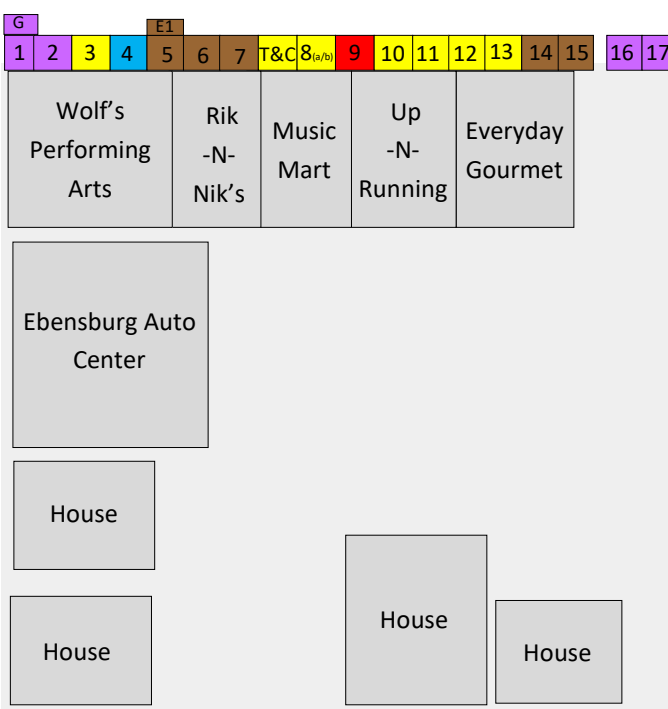 G
E1
1 2 3 4 5 6 7 T&C 8(a/b) 9 10 11 12 13 14 15 16 17
Wolf's
Performing
Arts
Rik
-N-
Nik's
Music
Mart
Up
-N-
Running
Everyday
Gourmet
Ebensburg Auto
Center
House
House
House
House